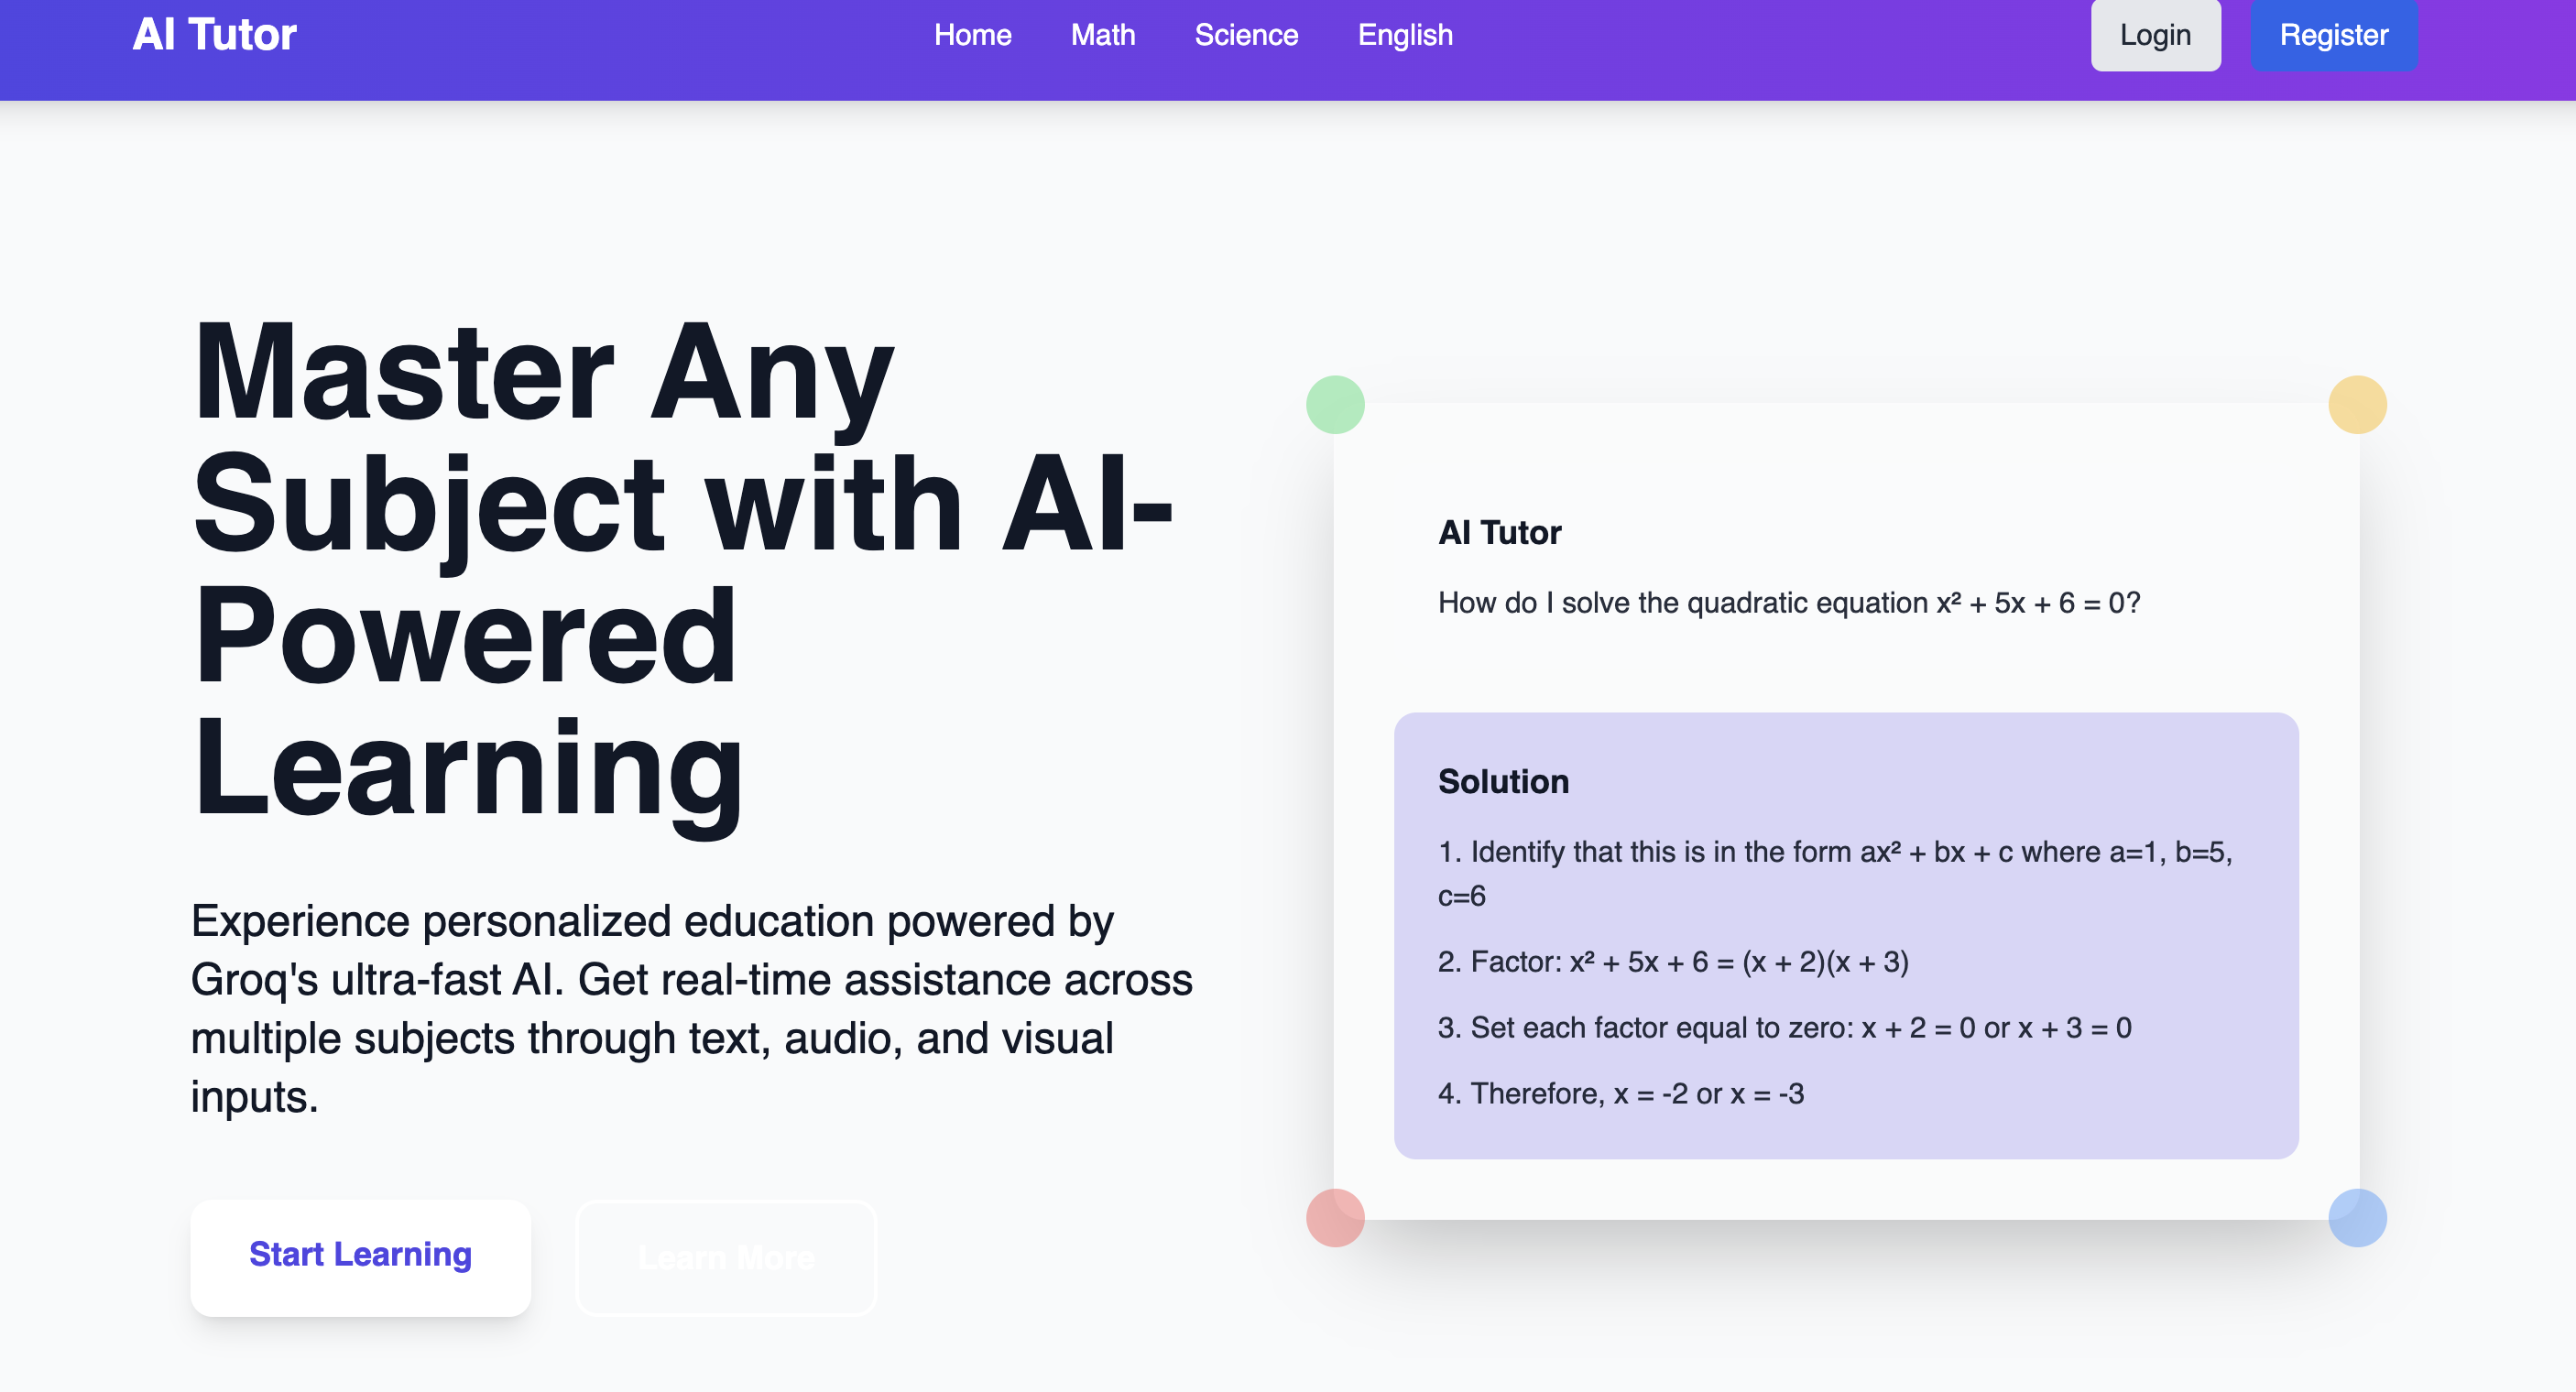 AI Tutor
Home Math Science English
Login Register
Master Any
Subject with AI-
Powered
Learning
Experience personalized education powered by
Groq's ultra-fast AI. Get real-time assistance across
multiple subjects through text, audio, and visual
inputs.
Start Learning Learn More
AI Tutor
How do I solve the quadratic equation x² + 5x + 6 = 0?
Solution
1. Identify that this is in the form ax² + bx + c where a=1, b=5,
c=6
2. Factor: x² + 5x + 6 = (x + 2)(x + 3)
3. Set each factor equal to zero: x + 2 = 0 or x + 3 = 0
4. Therefore, x = -2 or x = -3